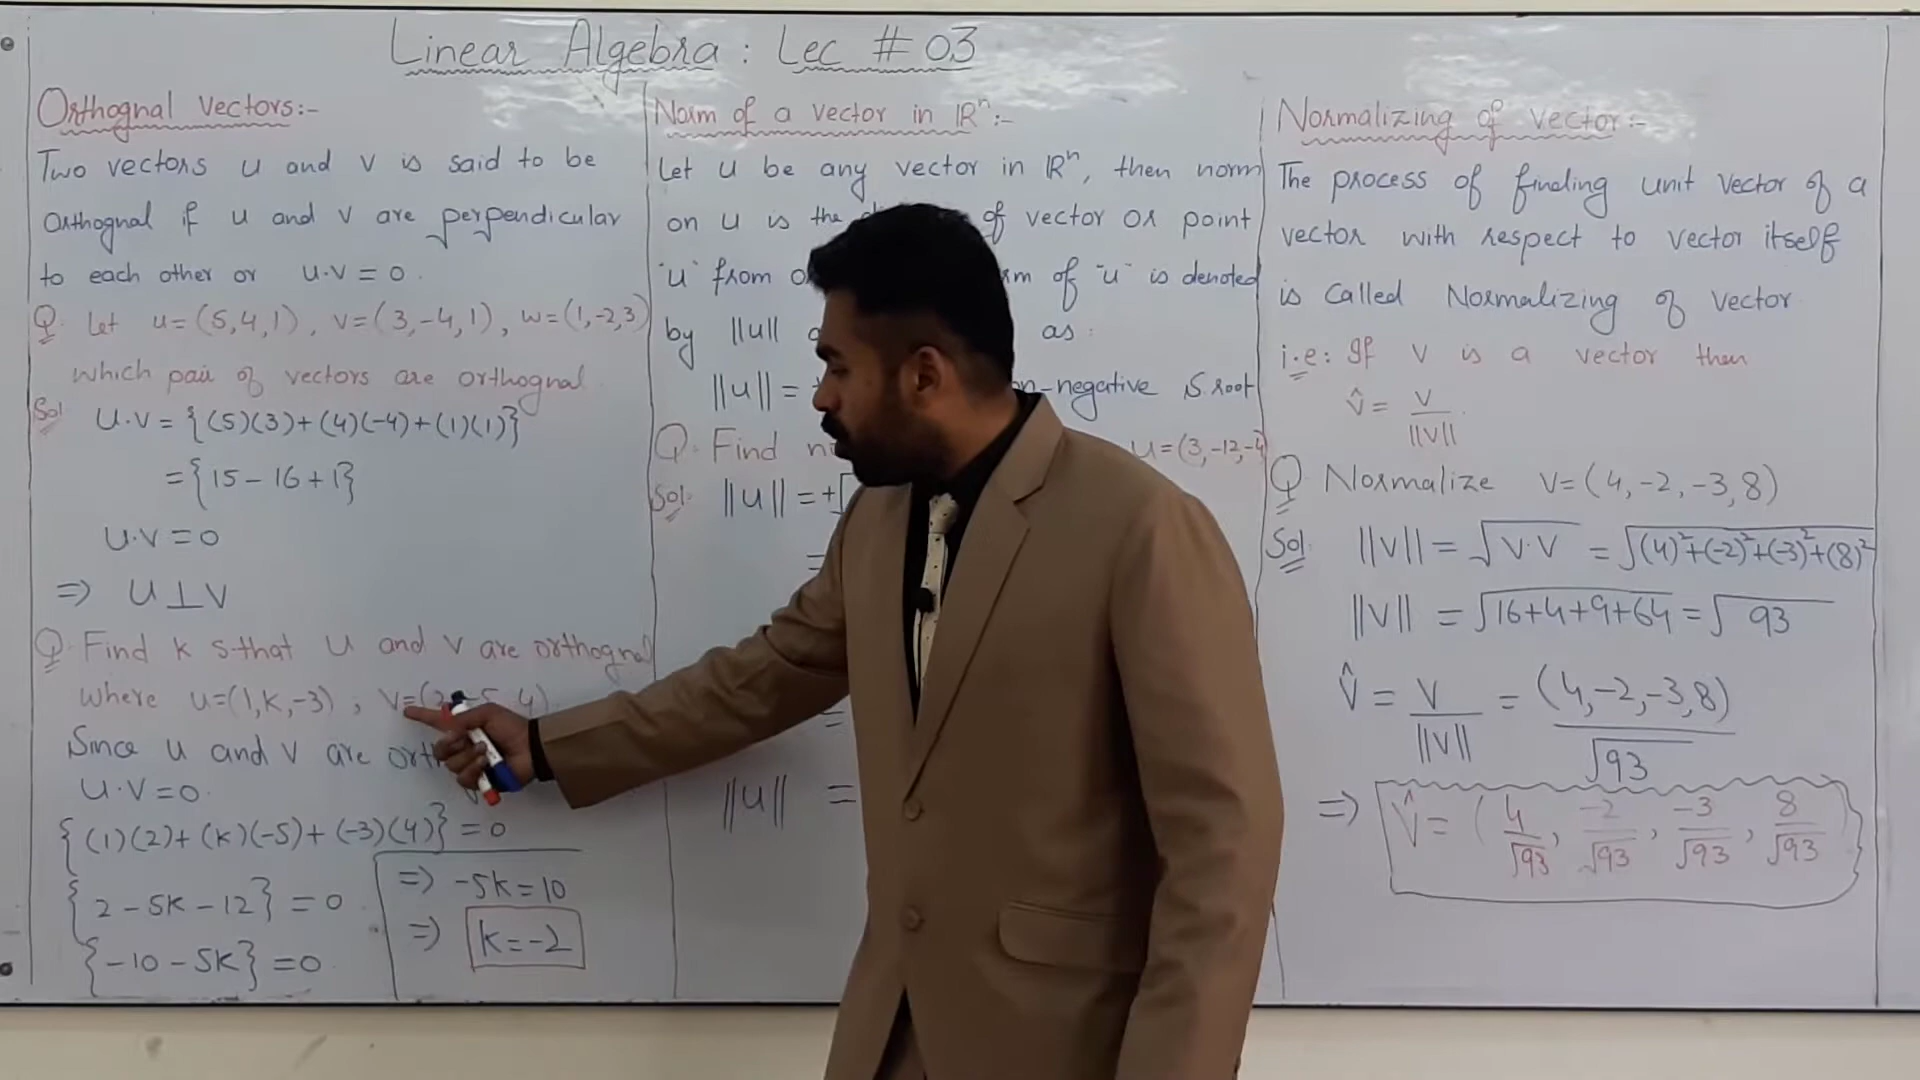 Linear Algebra : Lec # 03
Orthognal Vectors:-
Two vectors u and v is said to be
Orthognal if u and v are perpendicular
to each other or u·v = 0.
Q. Let u=(5,4,1), v=(3,-4,1), w=(1,-2,3)
which pair of vectors are orthognal.
Sol u·v = {(5)(3)+(4)(-4)+(1)(1)}
= {15-16+1}
u·v = 0
=> u⊥v
Q. Find k s.that u and v are orthognal
where u=(1,k,-3) ; v=( -5 4)
Since u and v are
u·v=0.
{(1)(2)+(k)(-5)+(-3)(4)} = 0
{2-5k-12} = 0
{-10-5k} = 0
=> -5k=10
=> k=-2
Norm of a vector in ℝⁿ:-
Let u be any vector in ℝⁿ, then norm
on u is the of vector or point
"u" from of "u" is denoted
by ||u|| as:
||u|| = -negative S.root
Q. Find u=(3,-12,-4)
Sol: ||u|| = +√
=
=
||u|| =
Normalizing of vector:-
The process of finding unit vector of a
vector with respect to vector itself
is called Normalizing of vector
i.e: If v is a vector then
v̂ = v/||v||.
Q Normalize v=(4,-2,-3,8)
Sol ||v|| = √v·v = √(4)²+(-2)²+(-3)²+(8)²
||v|| = √16+4+9+64 = √93
v̂ = v/||v|| = (4,-2,-3,8)/√93
=> v̂ = (4/√93, -2/√93, -3/√93, 8/√93)